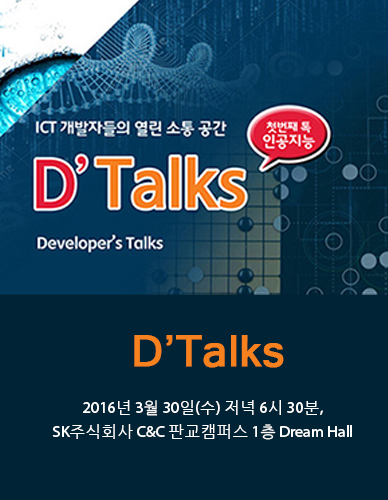 ICT 개발자들의 열린 소통 공간
첫번째 톡
인공지능
D'Talks
Developer's Talks
D'Talks
2016년 3월 30일(수) 저녁 6시 30분,
SK주식회사 C&C 판교캠퍼스 1층 Dream Hall